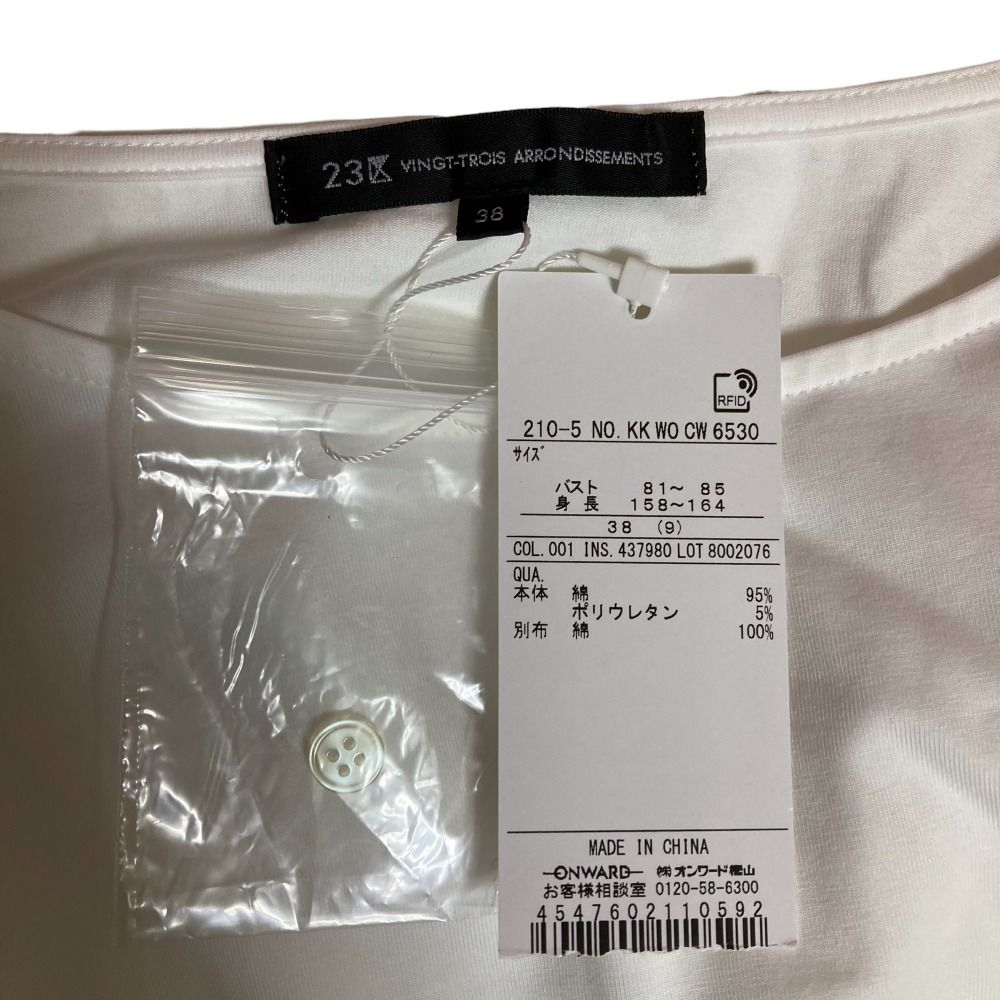 23区 VINGT-TROIS ARRONDISSEMENTS
38
RFID
210-5 NO. KK WO CW 6530
サイズ
バスト 81〜 85
身長 158〜164
38 (9)
COL. 001 INS. 437980 LOT 8002076
QUA.
本体 綿 95%
ポリウレタン 5%
別布 綿 100%
MADE IN CHINA
ONWARD ㈱オンワード樫山
お客様相談室 0120-58-6300
4547602110592